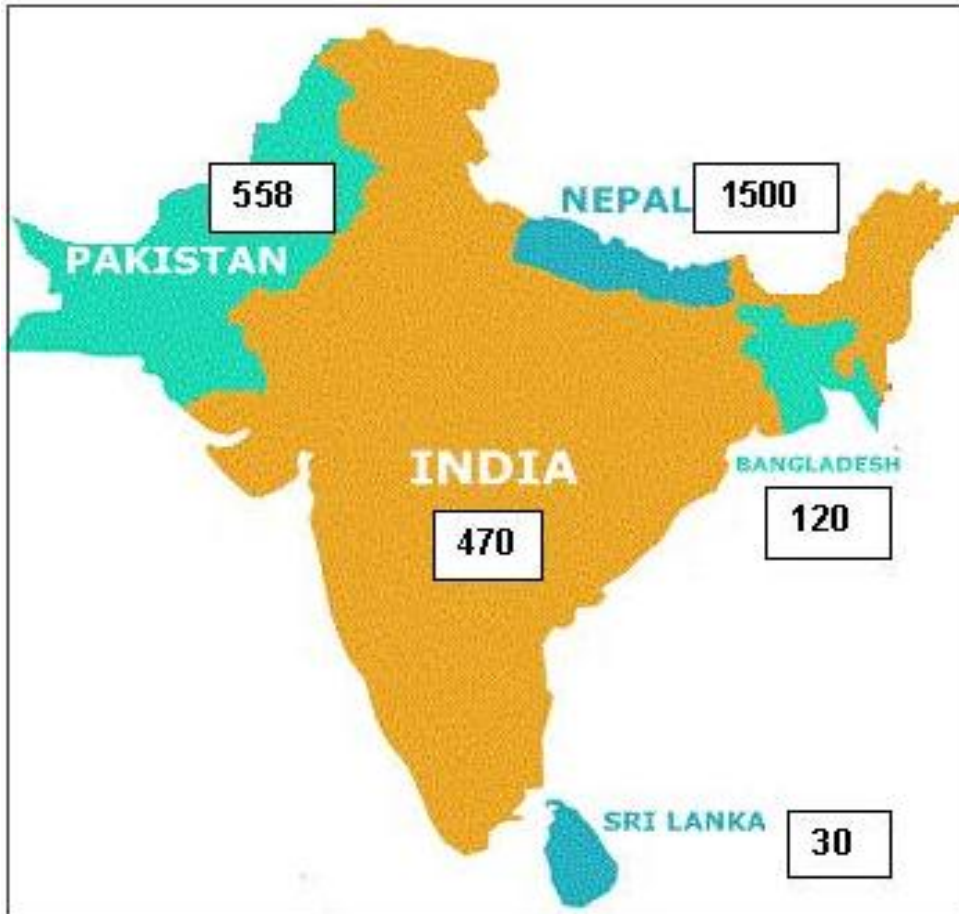 558
NEPAL 1500
PAKISTAN
INDIA
470
BANGLADESH
120
SRI LANKA 30